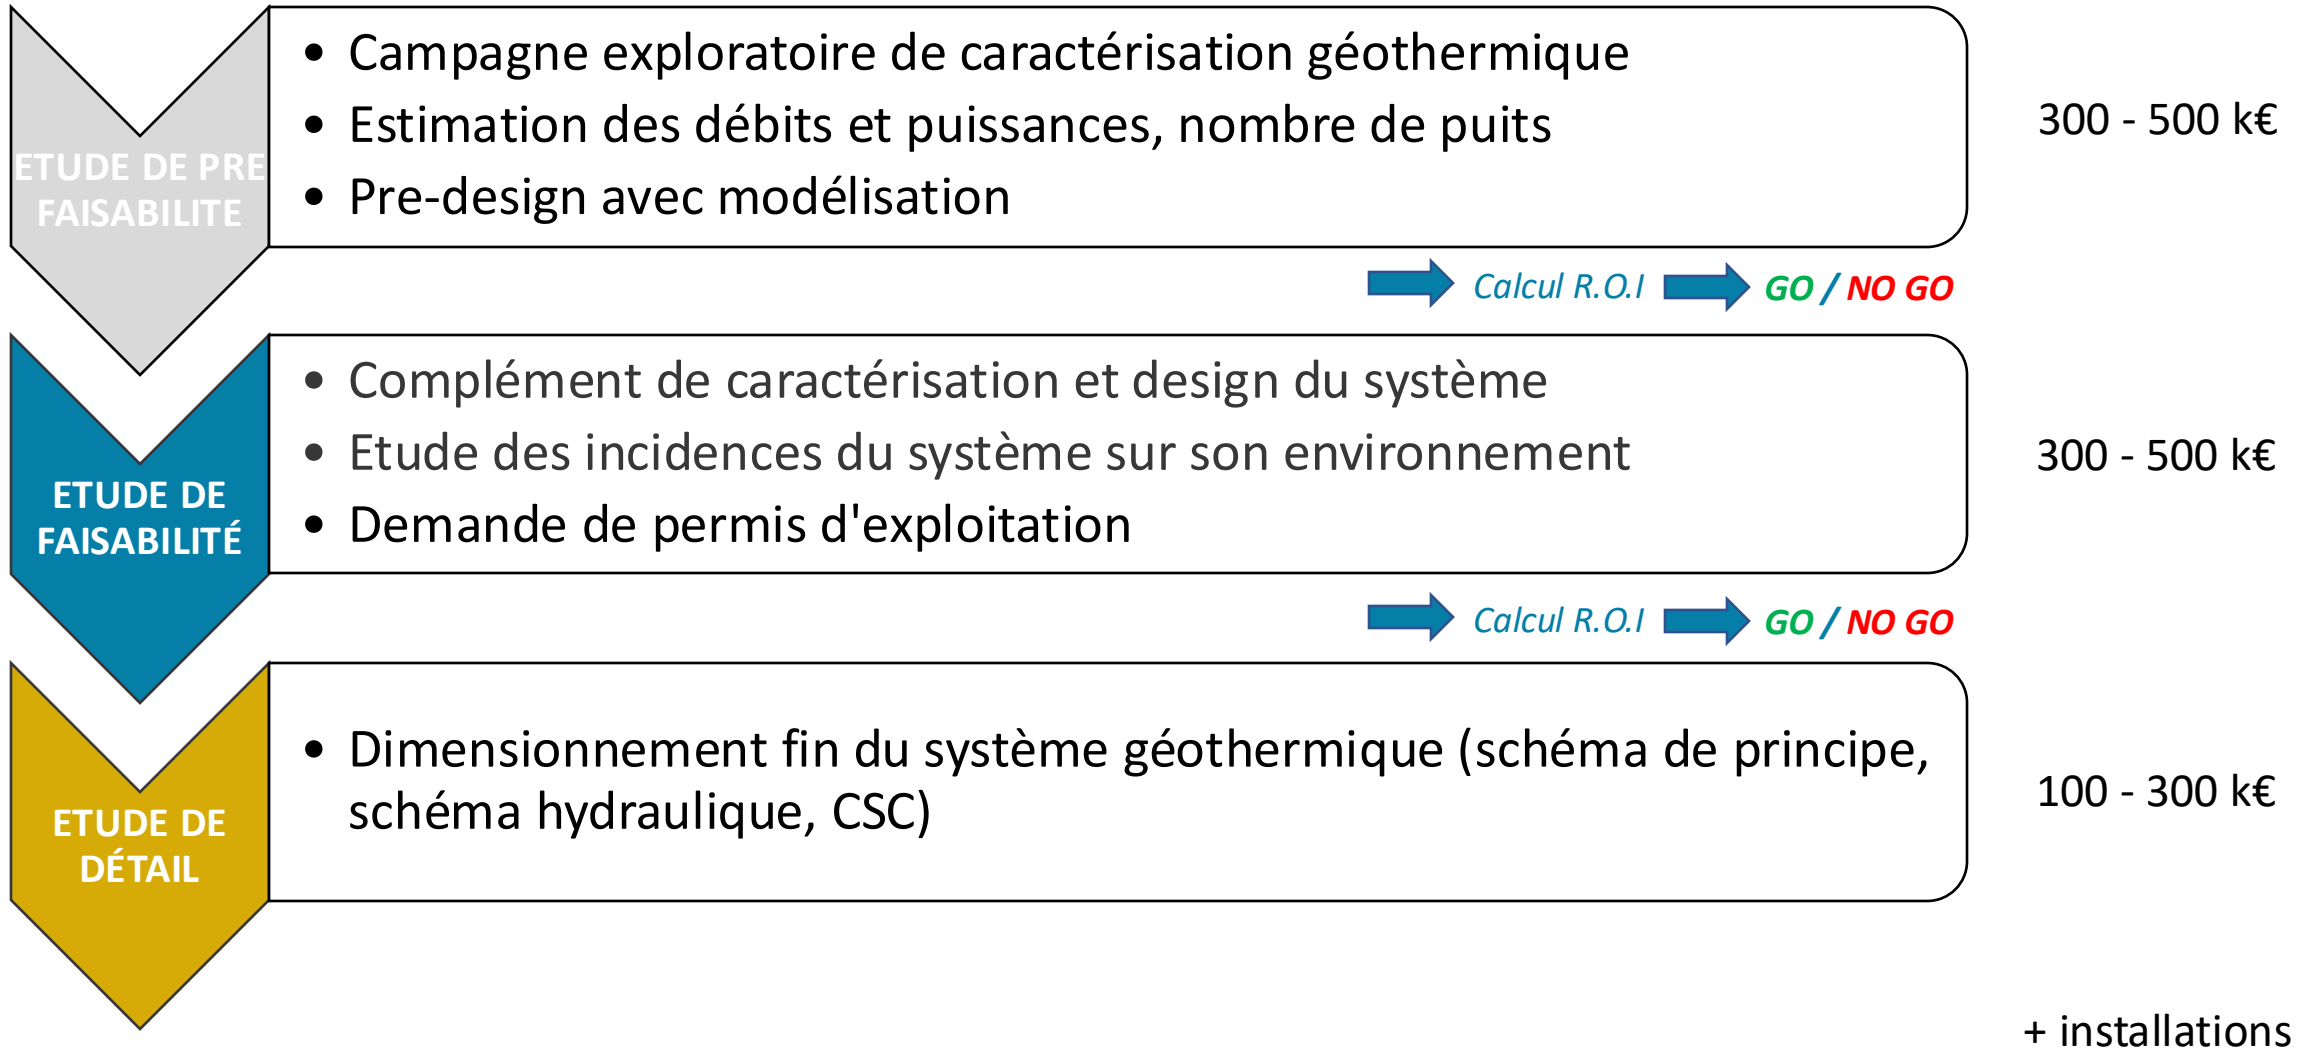 ETUDE DE PRE
FAISABILITE
• Campagne exploratoire de caractérisation géothermique
• Estimation des débits et puissances, nombre de puits
• Pre-design avec modélisation
300 - 500 k€
Calcul R.O.I
GO / NO GO
ETUDE DE
FAISABILITÉ
• Complément de caractérisation et design du système
• Etude des incidences du système sur son environnement
• Demande de permis d'exploitation
300 - 500 k€
Calcul R.O.I
GO / NO GO
ETUDE DE
DÉTAIL
• Dimensionnement fin du système géothermique (schéma de principe,
schéma hydraulique, CSC)
100 - 300 k€
+ installations